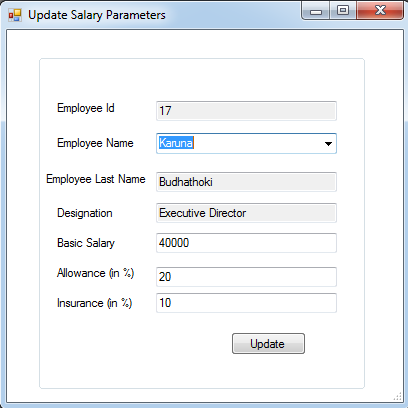 Update Salary Parameters
Employee Id 17
Employee Name Karuna
Employee Last Name Budhathoki
Designation Executive Director
Basic Salary 40000
Allowance (in %) 20
Insurance (in %) 10
Update